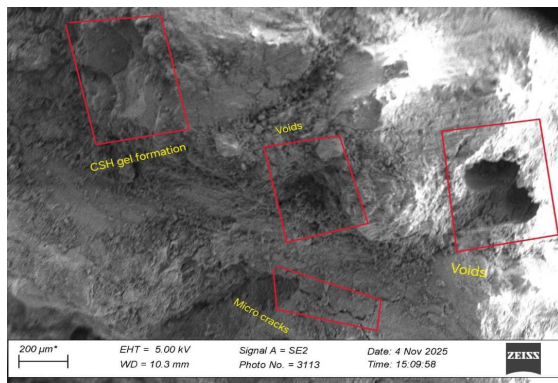 Voids
CSH gel formation
Voids
Micro cracks
200 µm*
EHT = 5.00 kV
Signal A = SE2
Date: 4 Nov 2025
WD = 10.3 mm
Photo No. = 3113
Time: 15:09:58
ZEISS